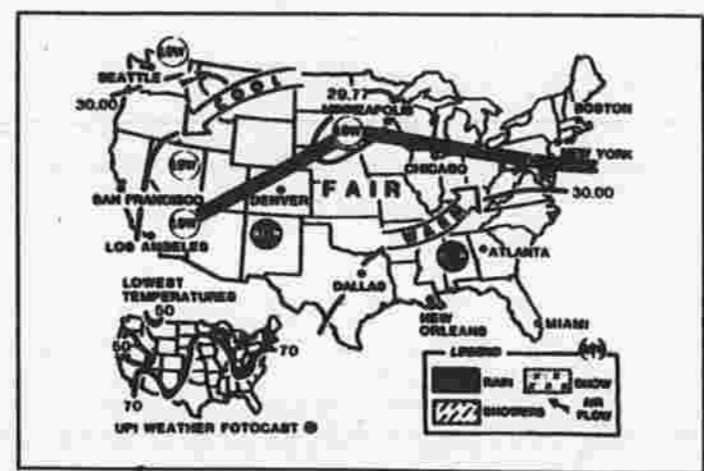 LOW
SEATTLE
COOL
30.00
29.77
MINNEAPOLIS
LOW
BOSTON
NEW YORK
CHICAGO
LOW
SAN FRANCISCO
DENVER
FAIR
30.00
LOW
WARM
LOS ANGELES
ATLANTA
DALLAS
LOWEST
TEMPERATURES
50
NEW
ORLEANS
MIAMI
50
70
70
LEGEND
RAIN
SNOW
SHOWERS
AIR
FLOW
UPI WEATHER FOTOCAST